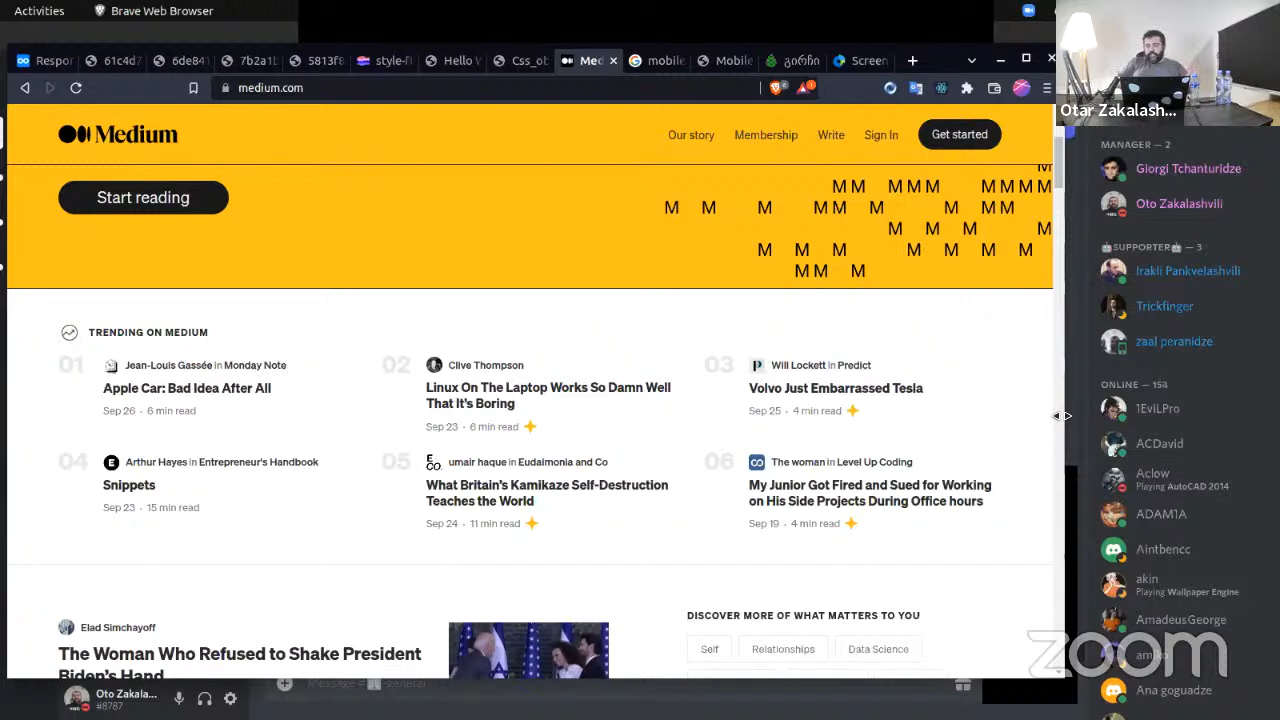 Activities
Brave Web Browser
Respor
61c4d7
6de841
7b2a1b
5813f8
style-f
Hello W
Css_ob
Med
გირჩი
mobile
Mobile
Screen
medium.com
Medium
Our story
Membership
Write
Sign In
Get started
Start reading
M M M M M M M M M M
M M M M M M M M M
M M M M
M M M M M M M
M M M
TRENDING ON MEDIUM
01
Jean-Louis Gassée in Monday Note
Apple Car: Bad Idea After All
Sep 26 · 6 min read
02
Clive Thompson
Linux On The Laptop Works So Damn Well
That It's Boring
Sep 23 · 6 min read
03
Will Lockett in Predict
Volvo Just Embarrassed Tesla
Sep 25 · 4 min read
04
Arthur Hayes in Entrepreneur's Handbook
Snippets
Sep 23 · 15 min read
05
umair haque in Eudaimonia and Co
What Britain's Kamikaze Self-Destruction
Teaches the World
Sep 24 · 11 min read
06
The woman in Level Up Coding
My Junior Got Fired and Sued for Working
on His Side Projects During Office hours
Sep 19 · 4 min read
Elad Simchayoff
The Woman Who Refused to Shake President
Biden's Hand
DISCOVER MORE OF WHAT MATTERS TO YOU
Self
Relationships
Data Science
Oto Zakala...
#8787
Message #
general
Otar Zakalash...
MANAGER — 2
Giorgi Tchanturidze
Oto Zakalashvili
SUPPORTER — 3
Irakli Pankvelashvili
Trickfinger
zaal peranidze
ONLINE — 154
1EviLPro
ACDavid
Aclow
Playing AutoCAD 2014
ADAM1A
Aintbencc
akin
Playing Wallpaper Engine
AmadeusGeorge
amiko
Ana goguadze
zoom